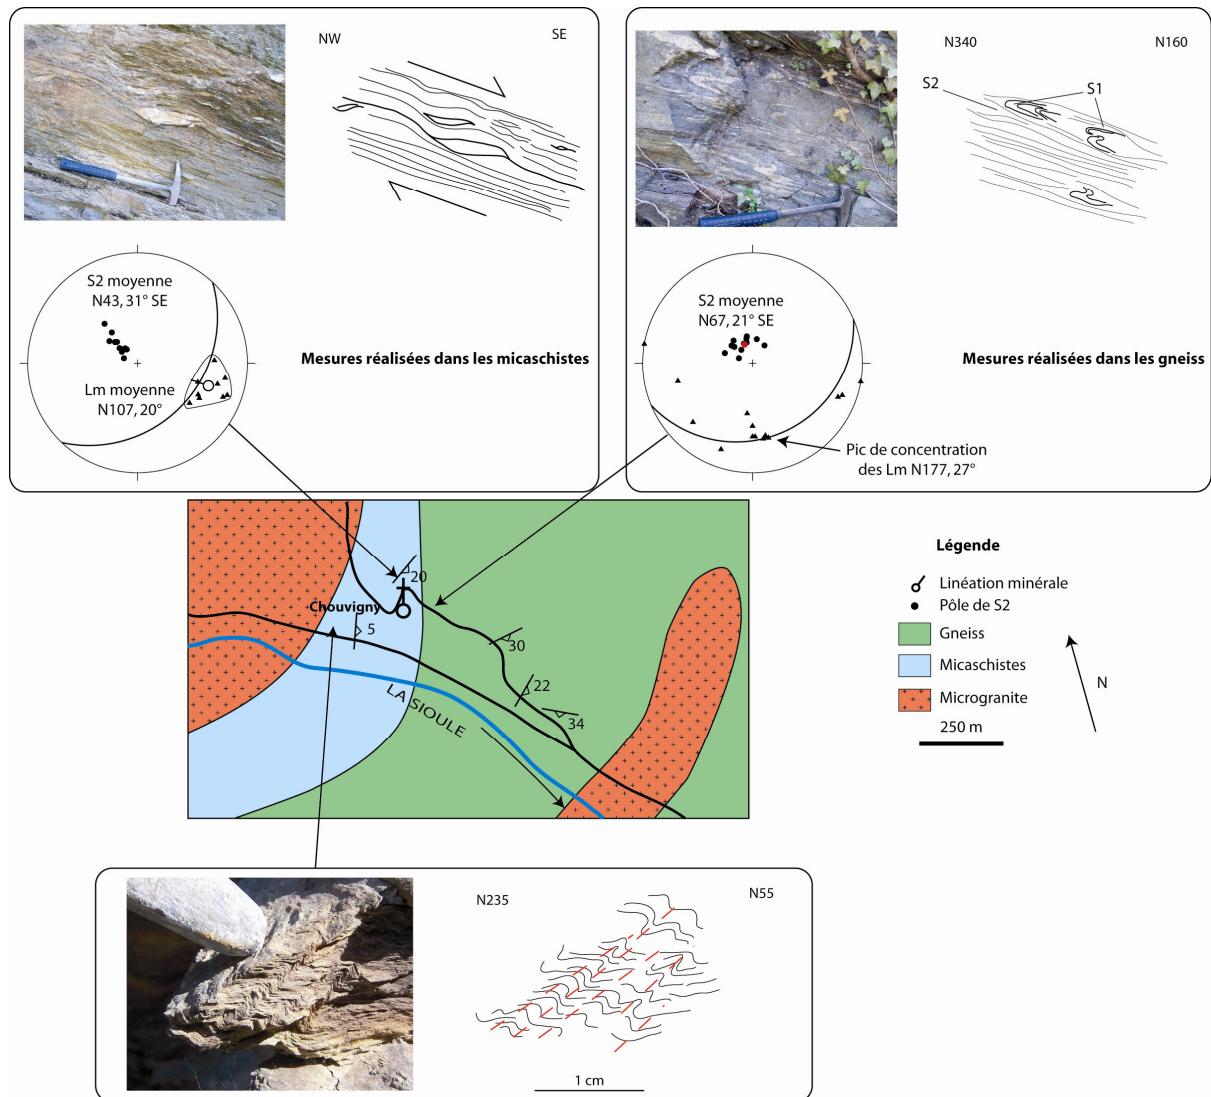 NW
SE
S2 moyenne
N43, 31° SE
Lm moyenne
N107, 20°
Mesures réalisées dans les micaschistes
N340
N160
S2
S1
S2 moyenne
N67, 21° SE
Mesures réalisées dans les gneiss
Pic de concentration
des Lm N177, 27°
20
Chouvigny
5
30
22
34
LA SIOULE
Légende
Linéation minérale
Pôle de S2
Gneiss
Micaschistes
Microgranite
250 m
N
N235
N55
1 cm